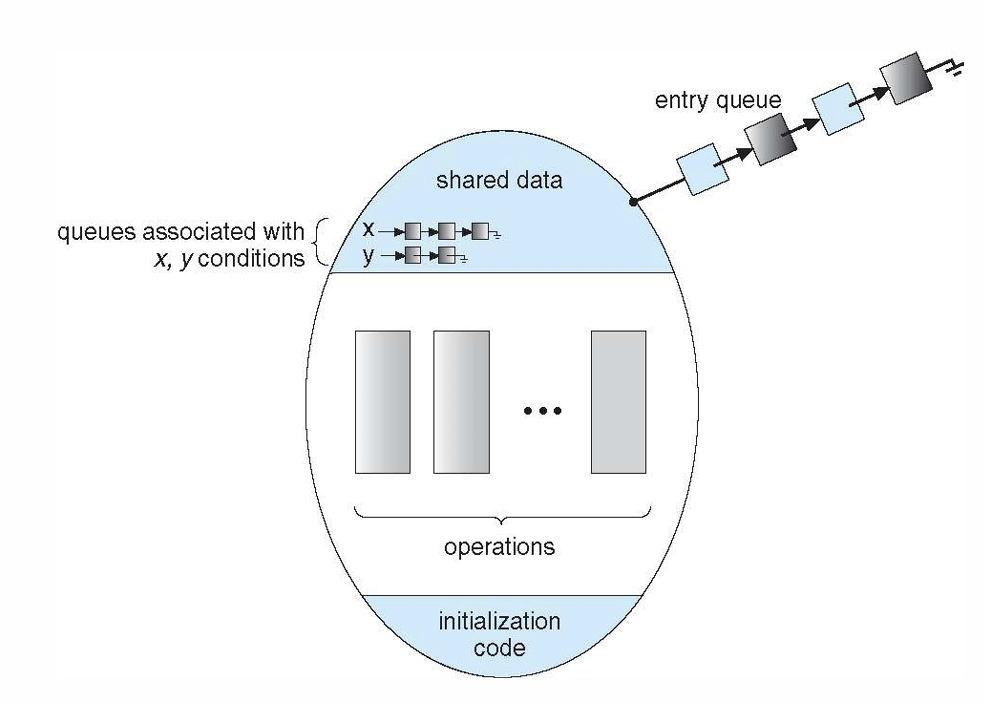 entry queue
shared data
queues associated with
x, y conditions
x
y
operations
initialization
code